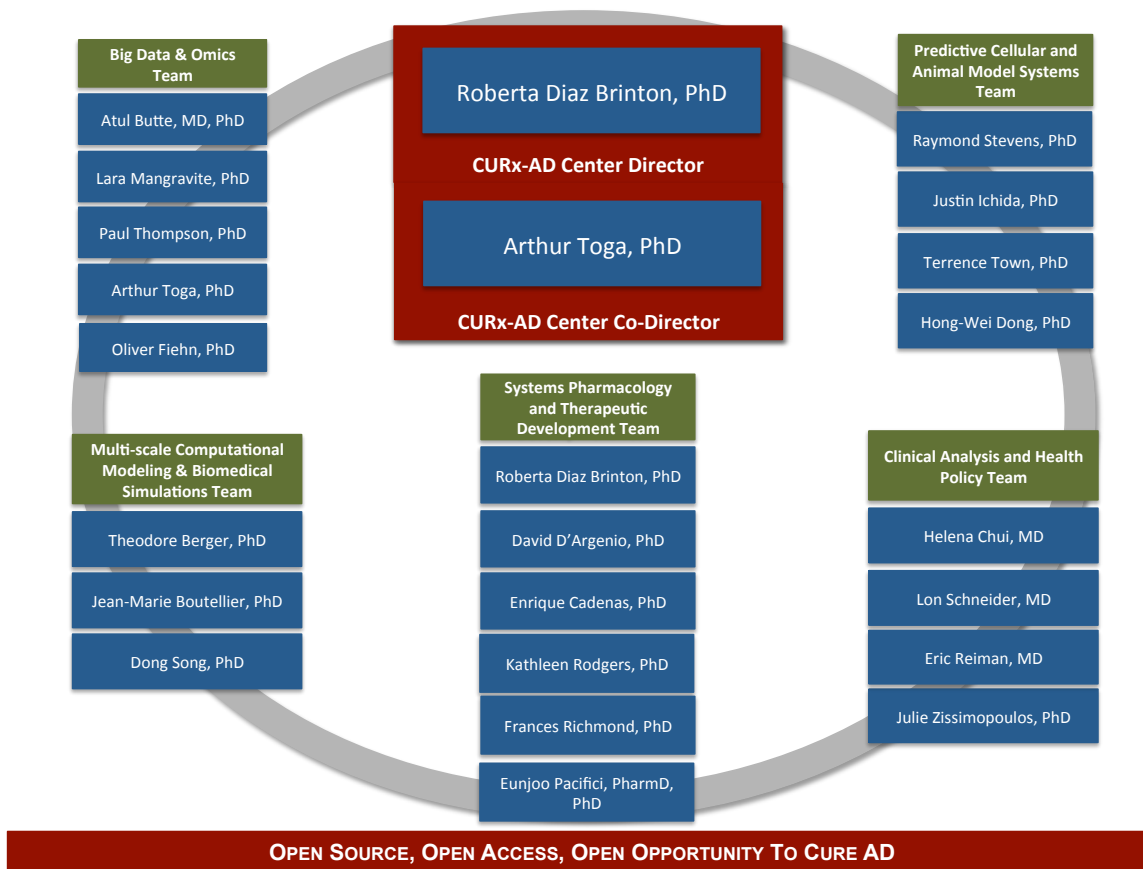 Big Data & Omics
Team
Atul Butte, MD, PhD
Lara Mangravite, PhD
Paul Thompson, PhD
Arthur Toga, PhD
Oliver Fiehn, PhD
Roberta Diaz Brinton, PhD
CURx-AD Center Director
Arthur Toga, PhD
CURx-AD Center Co-Director
Predictive Cellular and
Animal Model Systems
Team
Raymond Stevens, PhD
Justin Ichida, PhD
Terrence Town, PhD
Hong-Wei Dong, PhD
Multi-scale Computational
Modeling & Biomedical
Simulations Team
Theodore Berger, PhD
Jean-Marie Boutellier, PhD
Dong Song, PhD
Systems Pharmacology
and Therapeutic
Development Team
Roberta Diaz Brinton, PhD
David D’Argenio, PhD
Enrique Cadenas, PhD
Kathleen Rodgers, PhD
Frances Richmond, PhD
Eunjoo Pacifici, PharmD,
PhD
Clinical Analysis and Health
Policy Team
Helena Chui, MD
Lon Schneider, MD
Eric Reiman, MD
Julie Zissimopoulos, PhD
OPEN SOURCE, OPEN ACCESS, OPEN OPPORTUNITY TO CURE AD